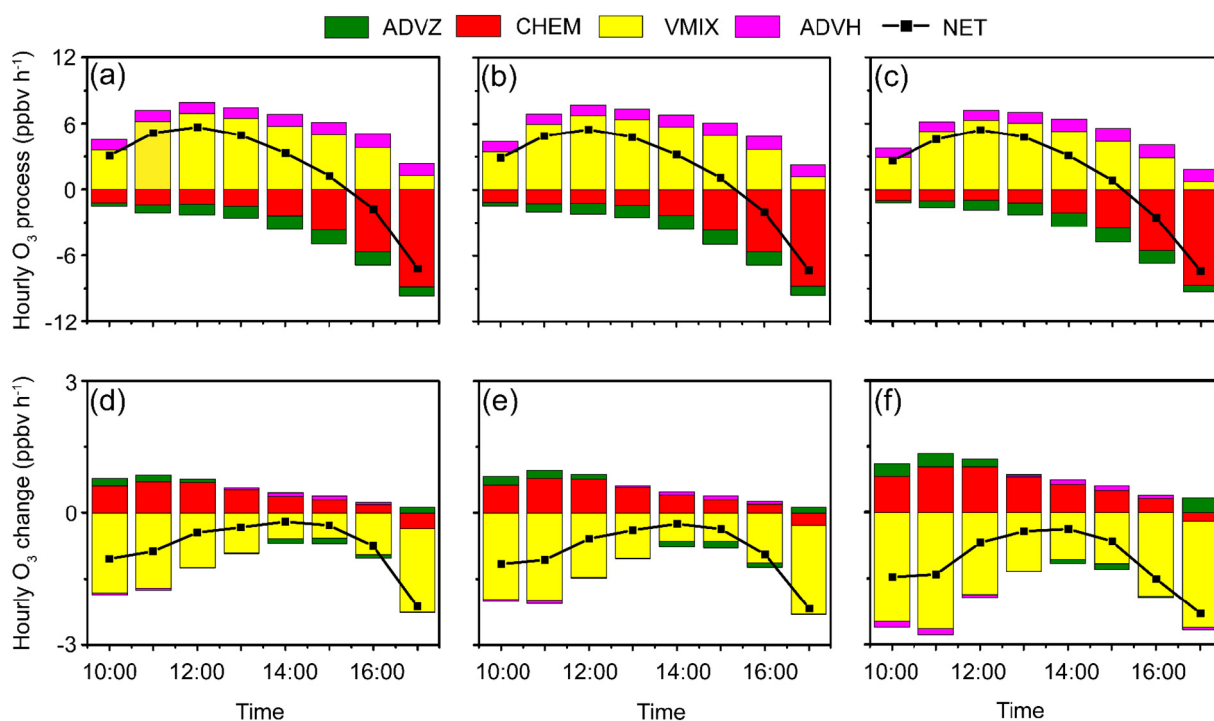 ADVZ CHEM VMIX ADVH NET
Hourly O₃ process (ppbv h⁻¹)
12
6
0
-6
-12
(a) (b) (c)
Hourly O₃ change (ppbv h⁻¹)
3
0
-3
(d) (e) (f)
10:00 12:00 14:00 16:00 10:00 12:00 14:00 16:00 10:00 12:00 14:00 16:00
Time Time Time